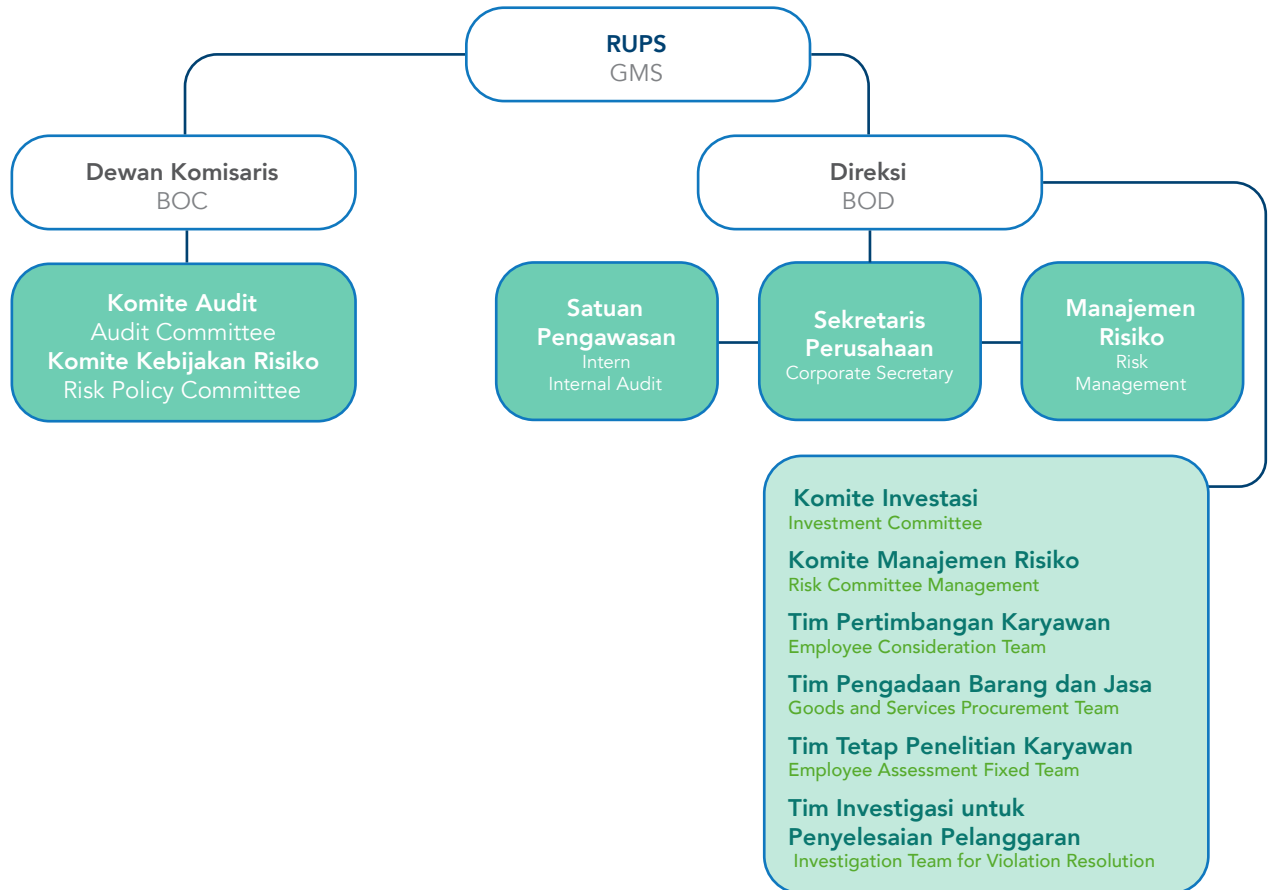 RUPS
GMS
Dewan Komisaris
BOC
Direksi
BOD
Komite Audit
Audit Committee
Komite Kebijakan Risiko
Risk Policy Committee
Satuan
Pengawasan
Intern
Internal Audit
Sekretaris
Perusahaan
Corporate Secretary
Manajemen
Risiko
Risk
Management
Komite Investasi
Investment Committee
Komite Manajemen Risiko
Risk Committee Management
Tim Pertimbangan Karyawan
Employee Consideration Team
Tim Pengadaan Barang dan Jasa
Goods and Services Procurement Team
Tim Tetap Penelitian Karyawan
Employee Assessment Fixed Team
Tim Investigasi untuk
Penyelesaian Pelanggaran
Investigation Team for Violation Resolution